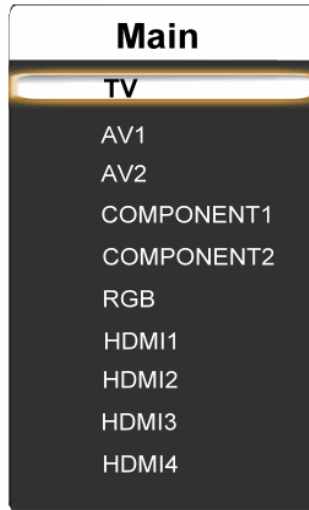 Main
TV
AV1
AV2
COMPONENT1
COMPONENT2
RGB
HDMI1
HDMI2
HDMI3
HDMI4